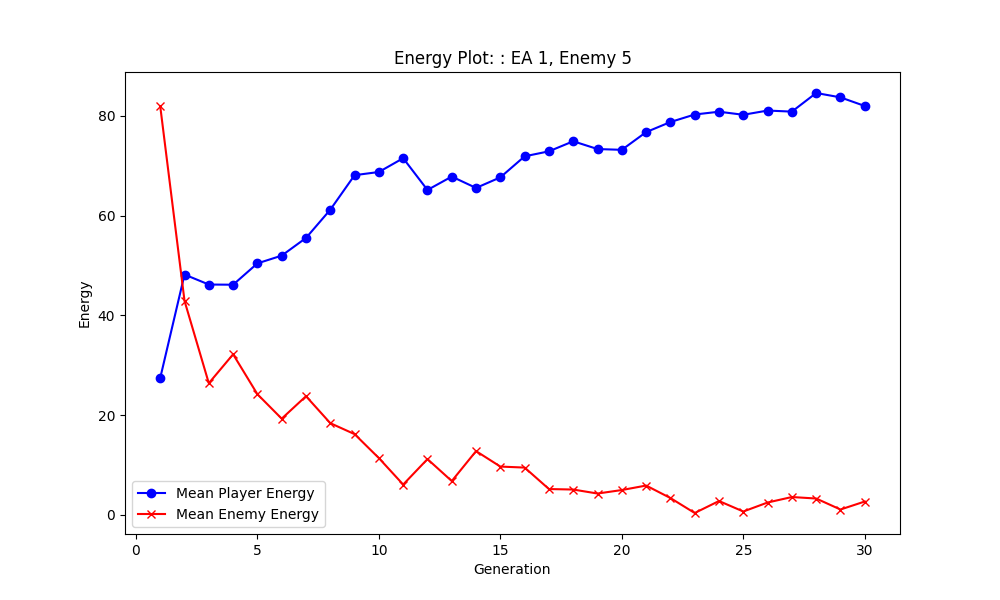 Energy Plot: : EA 1, Enemy 5
Energy
80
60
40
20
0
Mean Player Energy
Mean Enemy Energy
0 5 10 15 20 25 30
Generation